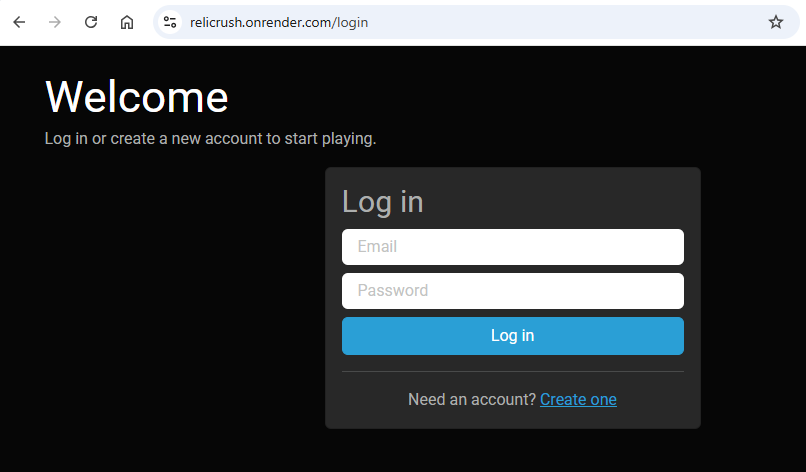 relicrush.onrender.com/login
Welcome
Log in or create a new account to start playing.
Log in
Email
Password
Log in
Need an account? Create one